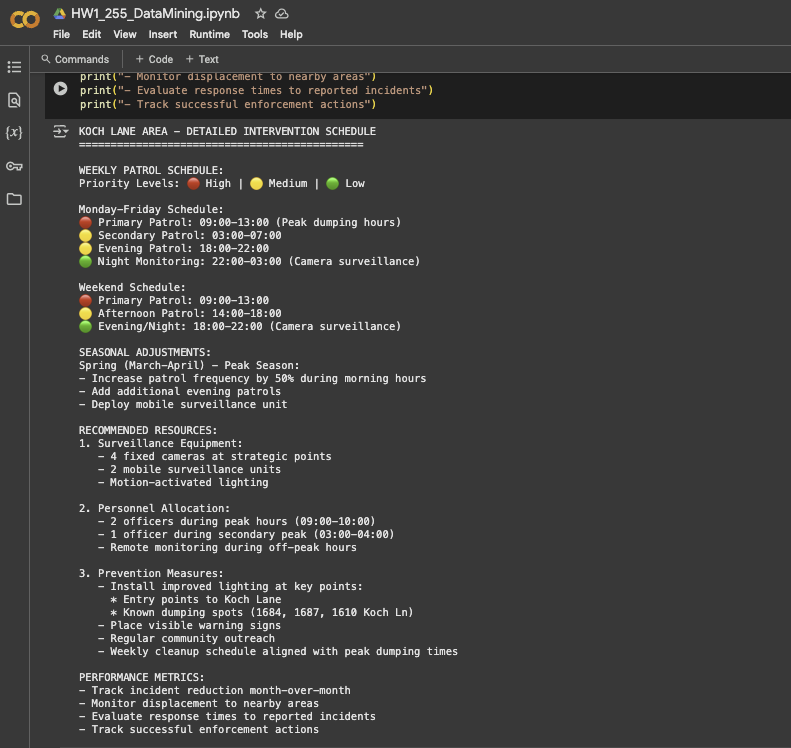 HW1_255_DataMining.ipynb
File Edit View Insert Runtime Tools Help
Commands + Code + Text
print("- Monitor displacement to nearby areas")
print("- Evaluate response times to reported incidents")
print("- Track successful enforcement actions")
KOCH LANE AREA - DETAILED INTERVENTION SCHEDULE
=============================================
WEEKLY PATROL SCHEDULE:
Priority Levels: 🔴 High | 🟡 Medium | 🟢 Low
Monday-Friday Schedule:
🔴 Primary Patrol: 09:00-13:00 (Peak dumping hours)
🟡 Secondary Patrol: 03:00-07:00
🟡 Evening Patrol: 18:00-22:00
🟢 Night Monitoring: 22:00-03:00 (Camera surveillance)
Weekend Schedule:
🔴 Primary Patrol: 09:00-13:00
🟡 Afternoon Patrol: 14:00-18:00
🟢 Evening/Night: 18:00-22:00 (Camera surveillance)
SEASONAL ADJUSTMENTS:
Spring (March-April) - Peak Season:
- Increase patrol frequency by 50% during morning hours
- Add additional evening patrols
- Deploy mobile surveillance unit
RECOMMENDED RESOURCES:
1. Surveillance Equipment:
- 4 fixed cameras at strategic points
- 2 mobile surveillance units
- Motion-activated lighting
2. Personnel Allocation:
- 2 officers during peak hours (09:00-10:00)
- 1 officer during secondary peak (03:00-04:00)
- Remote monitoring during off-peak hours
3. Prevention Measures:
- Install improved lighting at key points:
* Entry points to Koch Lane
* Known dumping spots (1684, 1687, 1610 Koch Ln)
- Place visible warning signs
- Regular community outreach
- Weekly cleanup schedule aligned with peak dumping times
PERFORMANCE METRICS:
- Track incident reduction month-over-month
- Monitor displacement to nearby areas
- Evaluate response times to reported incidents
- Track successful enforcement actions